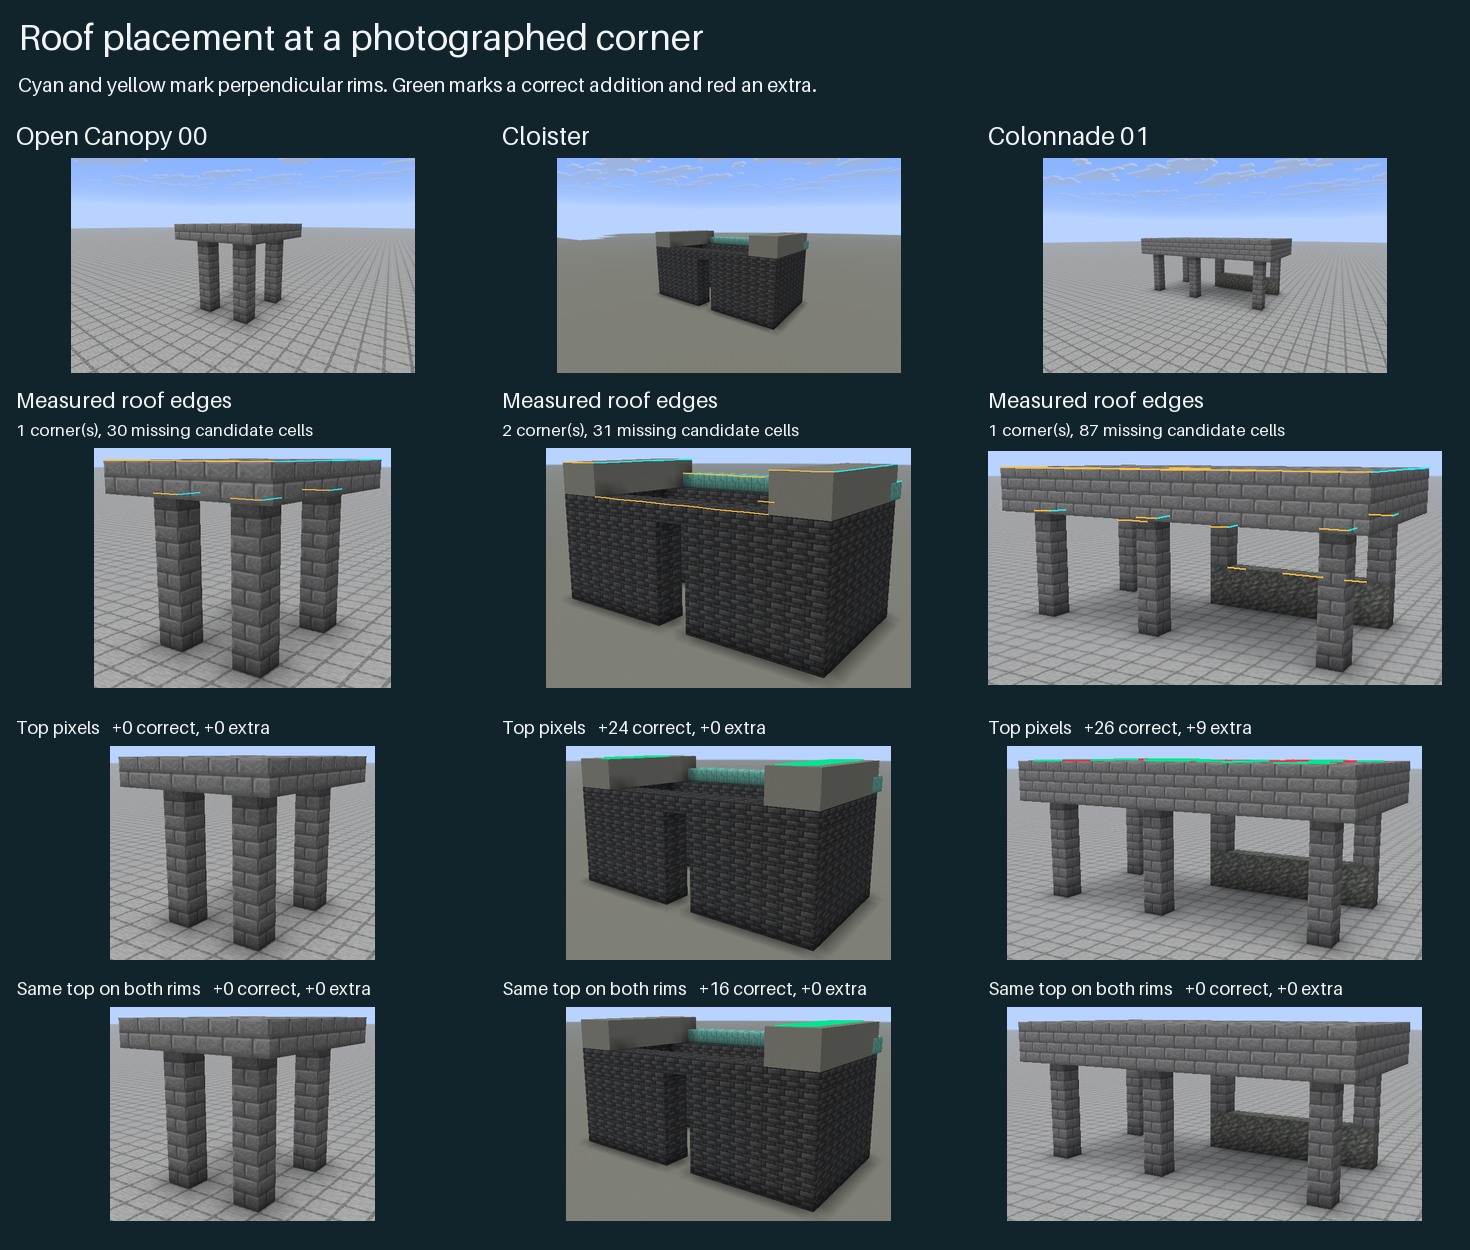 Roof placement at a photographed corner
Cyan and yellow mark perpendicular rims. Green marks a correct addition and red an extra.
Open Canopy 00
Cloister
Colonnade 01
Measured roof edges
1 corner(s), 30 missing candidate cells
Measured roof edges
2 corner(s), 31 missing candidate cells
Measured roof edges
1 corner(s), 87 missing candidate cells
Top pixels +0 correct, +0 extra
Top pixels +24 correct, +0 extra
Top pixels +26 correct, +9 extra
Same top on both rims +0 correct, +0 extra
Same top on both rims +16 correct, +0 extra
Same top on both rims +0 correct, +0 extra